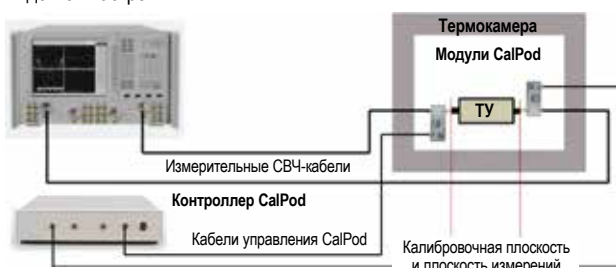 Термокамера
Модули CalPod
ТУ
Измерительные СВЧ-кабели
Контроллер CalPod
Кабели управления CalPod
Калибровочная плоскость
и плоскость измерений